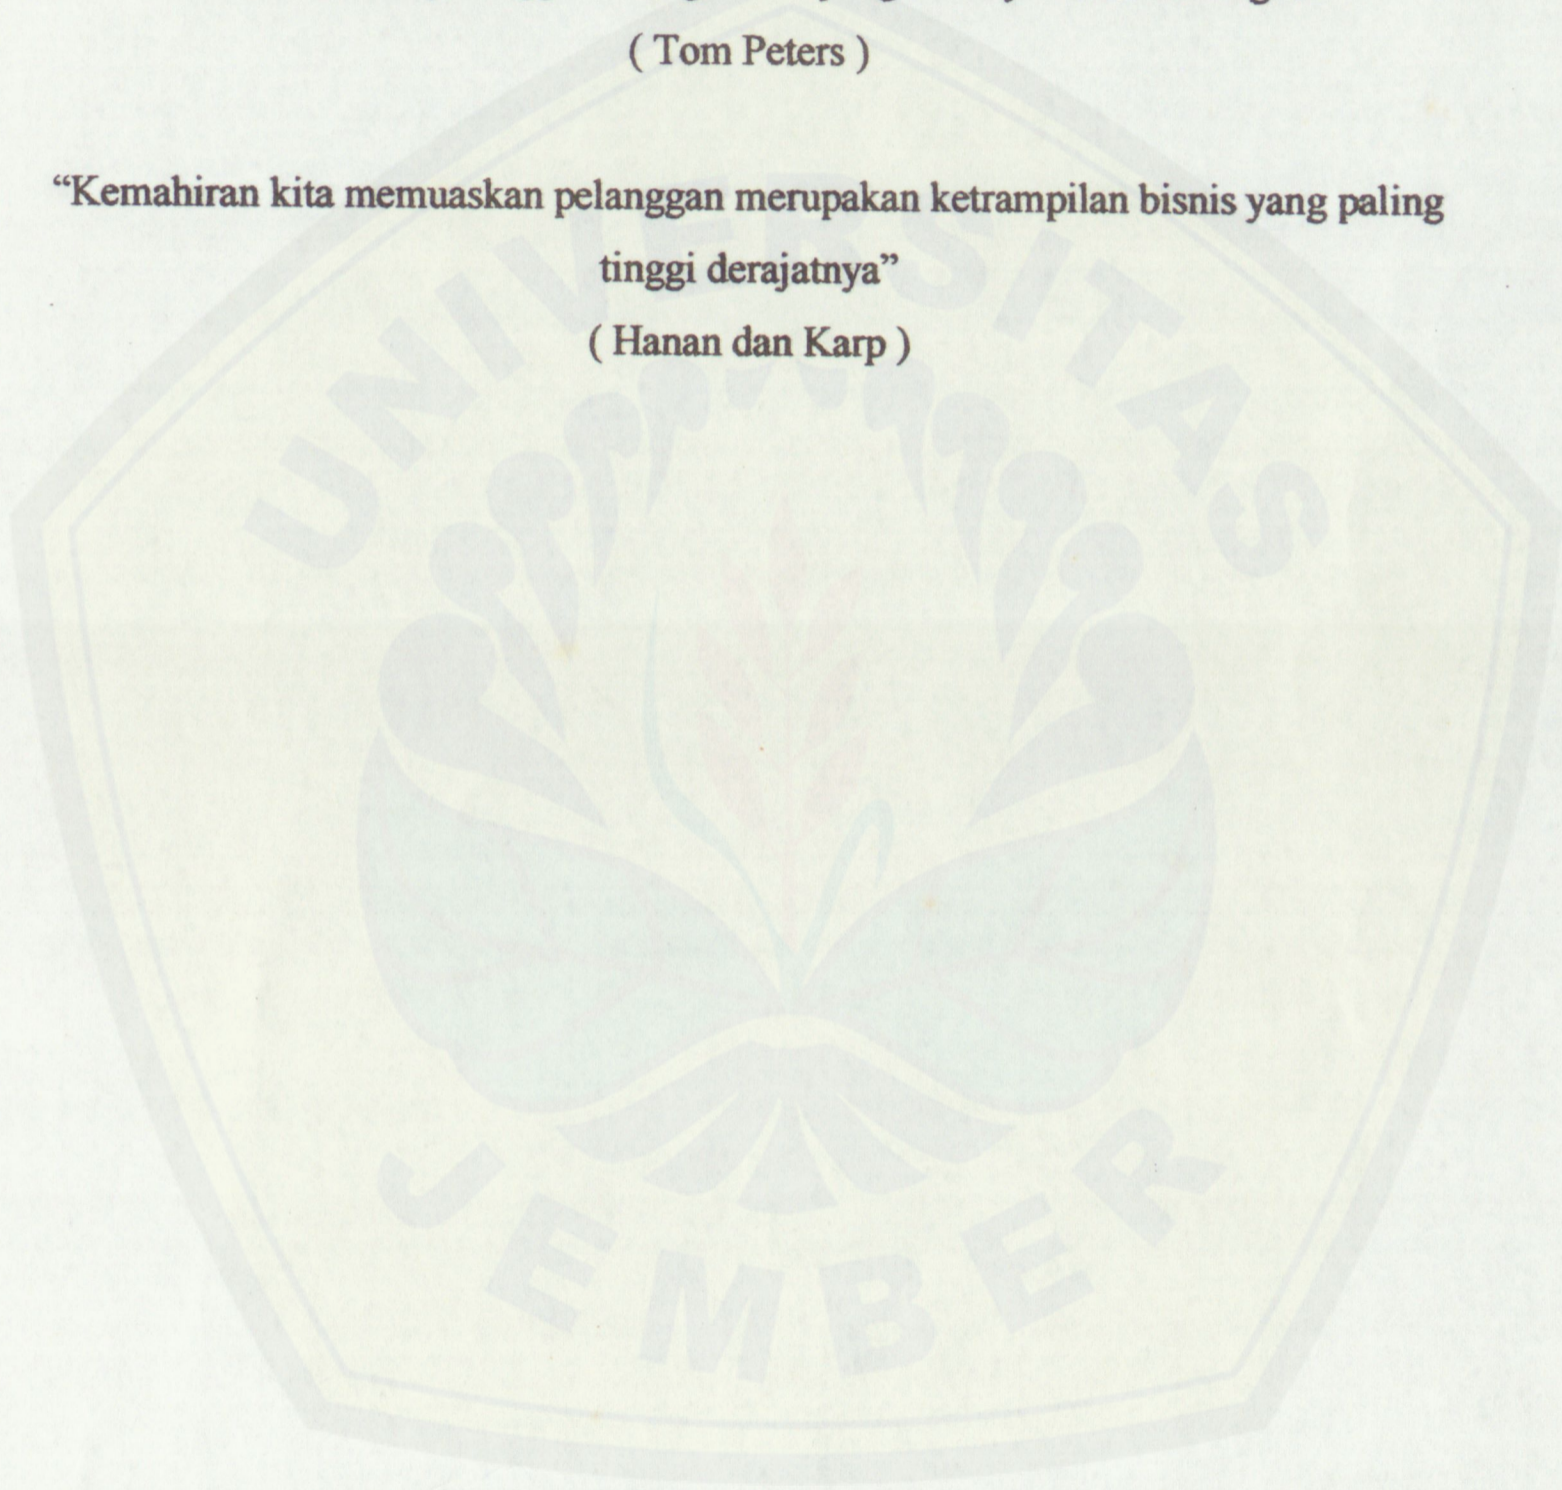 ( Tom Peters )
“Kemahiran kita memuaskan pelanggan merupakan ketrampilan bisnis yang paling
tinggi derajatnya”
( Hanan dan Karp )
UNIVERSITAS
JEMBER